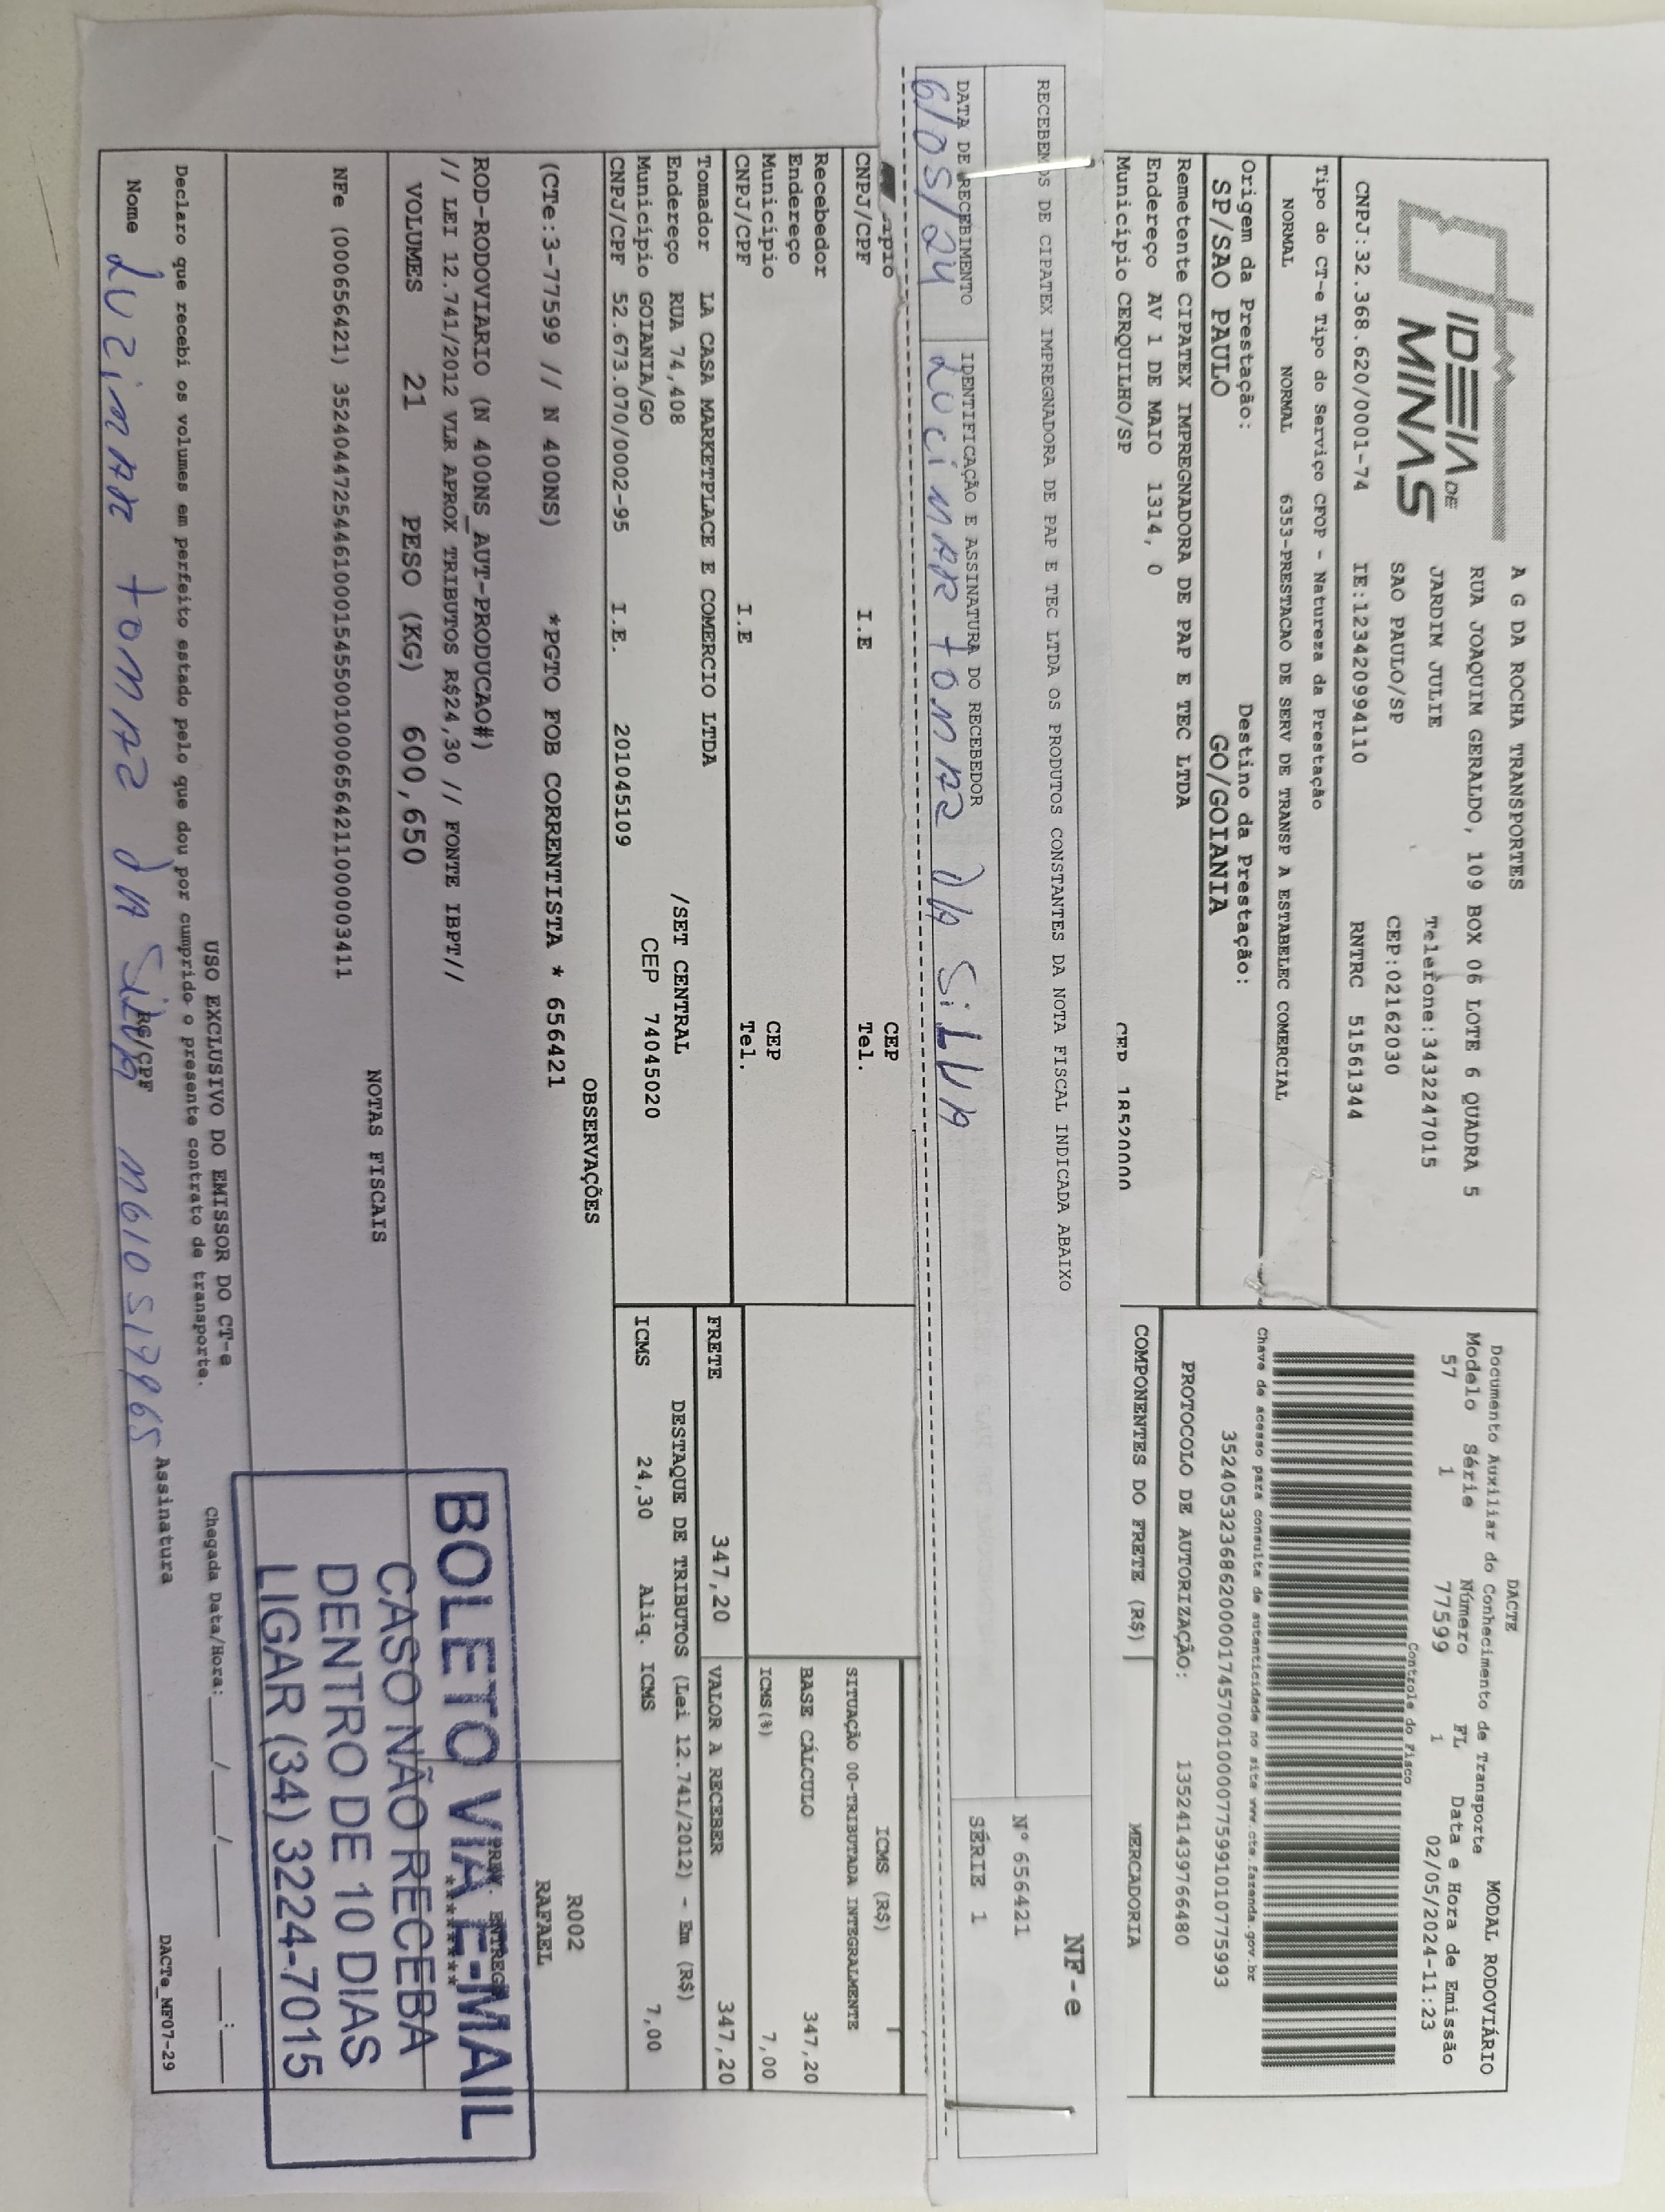 IDEIA DE
MINAS
A G DA ROCHA TRANSPORTES
RUA JOAQUIM GERALDO, 109 BOX 06 LOTE 6 QUADRA 5
JARDIM JULIE Telefone:3432247015
SAO PAULO/SP CEP:02162030
CNPJ:32.368.620/0001-74 IE:123420994110 RNTRC 51561344
DACTE MODAL RODOVIÁRIO
Documento Auxiliar do Conhecimento de Transporte
Modelo Série Número FL Data e Hora de Emissão
57 1 77599 1 02/05/2024-11:23
Controle do Fisco
Tipo do CT-e Tipo do Serviço CFOP - Natureza da Prestação
NORMAL NORMAL 6353-PRESTACAO DE SERV DE TRANSP A ESTABELEC COMERCIAL
Chave de acesso para consulta de autenticidade no site www.cte.fazenda.gov.br
Origem da Prestação: Destino da Prestação:
SP/SAO PAULO GO/GOIANIA
35240532368620000174570010000775991010775993
Remetente CIPATEX IMPREGNADORA DE PAP E TEC LTDA
PROTOCOLO DE AUTORIZAÇÃO: 135241439766480
Endereço AV 1 DE MAIO 1314, 0
Município CERQUILHO/SP CEP 18520000
COMPONENTES DO FRETE (R$) MERCADORIA
RECEBEMOS DE CIPATEX IMPREGNADORA DE PAP E TEC LTDA OS PRODUTOS CONSTANTES DA NOTA FISCAL INDICADA ABAIXO
NF-e
Nº 656421
SÉRIE 1
DATA DE RECEBIMENTO IDENTIFICAÇÃO E ASSINATURA DO RECEBEDOR
6/05/24 Lucimar tomaz da SiLVA
CEP
CNPJ/CPF I.E Tel.
ICMS (R$)
SITUAÇÃO 00-TRIBUTADA INTEGRALMENTE
BASE CÁLCULO 347,20
ICMS(%) 7,00
Recebedor
Endereço
Município CEP
CNPJ/CPF I.E Tel.
Tomador LA CASA MARKETPLACE E COMERCIO LTDA
Endereço RUA 74,408 /SET CENTRAL
Município GOIANIA/GO CEP 74045020
CNPJ/CPF 52.673.070/0002-95 I.E. 201045109
FRETE 347,20 VALOR A RECEBER 347,20
DESTAQUE DE TRIBUTOS (Lei 12.741/2012) - Em (R$)
ICMS 24,30 Aliq. ICMS 7,00
OBSERVAÇÕES
(CTe:3-77599 // N 400NS) *PGTO FOB CORRENTISTA * 656421
R002
RAFAEL
ROD-RODOVIARIO (N 400NS_AUT-PRODUCAO#)
// LEI 12.741/2012 VLR APROX TRIBUTOS R$24,30 // FONTE IBPT//
PREV. ENTREGA
********
VOLUMES 21 PESO (KG) 600,650
NOTAS FISCAIS
NFe (000656421) 35240447254461000154550010006564211000003411
BOLETO VIA E-MAIL
CASO NÃO RECEBA
DENTRO DE 10 DIAS
LIGAR (34) 3224-7015
USO EXCLUSIVO DO EMISSOR DO CT-e
Declaro que recebi os volumes em perfeito estado pelo que dou por cumprido o presente contrato de transporte.
Chegada Data/Hora:___/___/_____ ___:___
Nome Luzimar tomaz da Silva RG/CPF Assinatura
DACTe_MF07-29